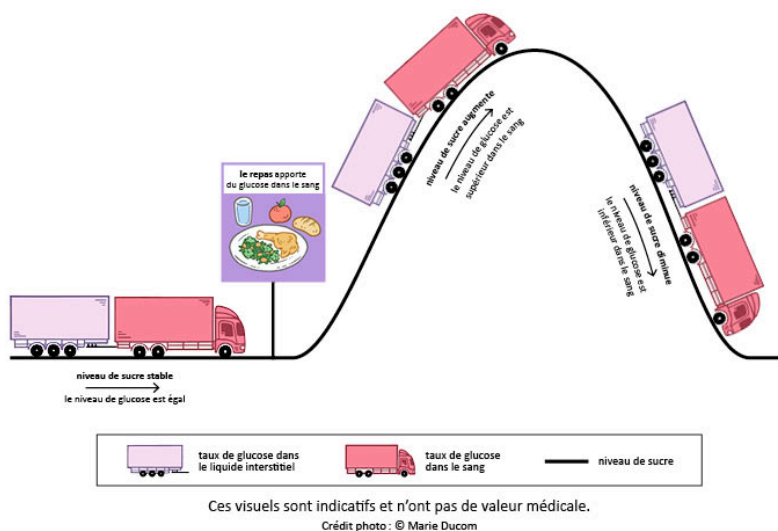 le repas apporte
du glucose dans le sang
niveau de sucre augmente
le niveau de glucose est
supérieur dans le sang
niveau de sucre diminue
le niveau de glucose est
inférieur dans le sang
niveau de sucre stable
le niveau de glucose est égal
taux de glucose dans
le liquide interstitiel
taux de glucose
dans le sang
niveau de sucre
Ces visuels sont indicatifs et n'ont pas de valeur médicale.
Crédit photo : © Marie Ducom